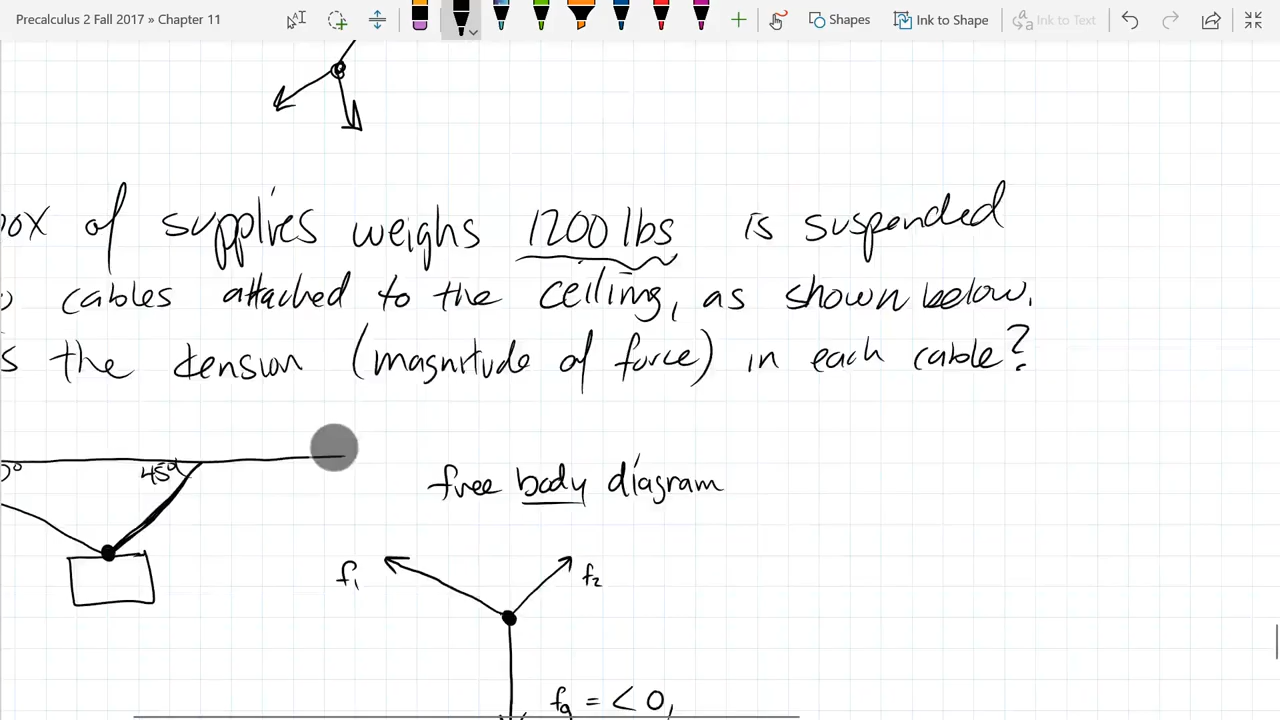 Precalculus 2 Fall 2017 » Chapter 11
Shapes
Ink to Shape
Ink to Text
of supplies weighs 1200 lbs is suspended
cables attached to the ceiling, as shown below.
the tension (magnitude of force) in each cable?
45°
free body diagram
f₁
f₂
fg = < 0,